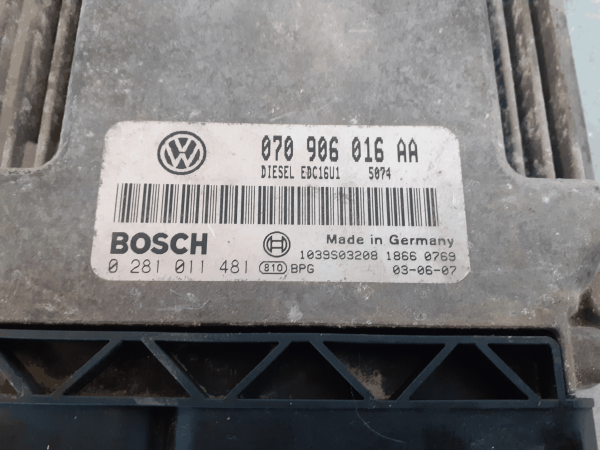 070 906 016 AA
DIESEL EDC16U1 5074
BOSCH Made in Germany
1039S03208 1866 0769
0 281 011 481 810 BPG 03-06-07